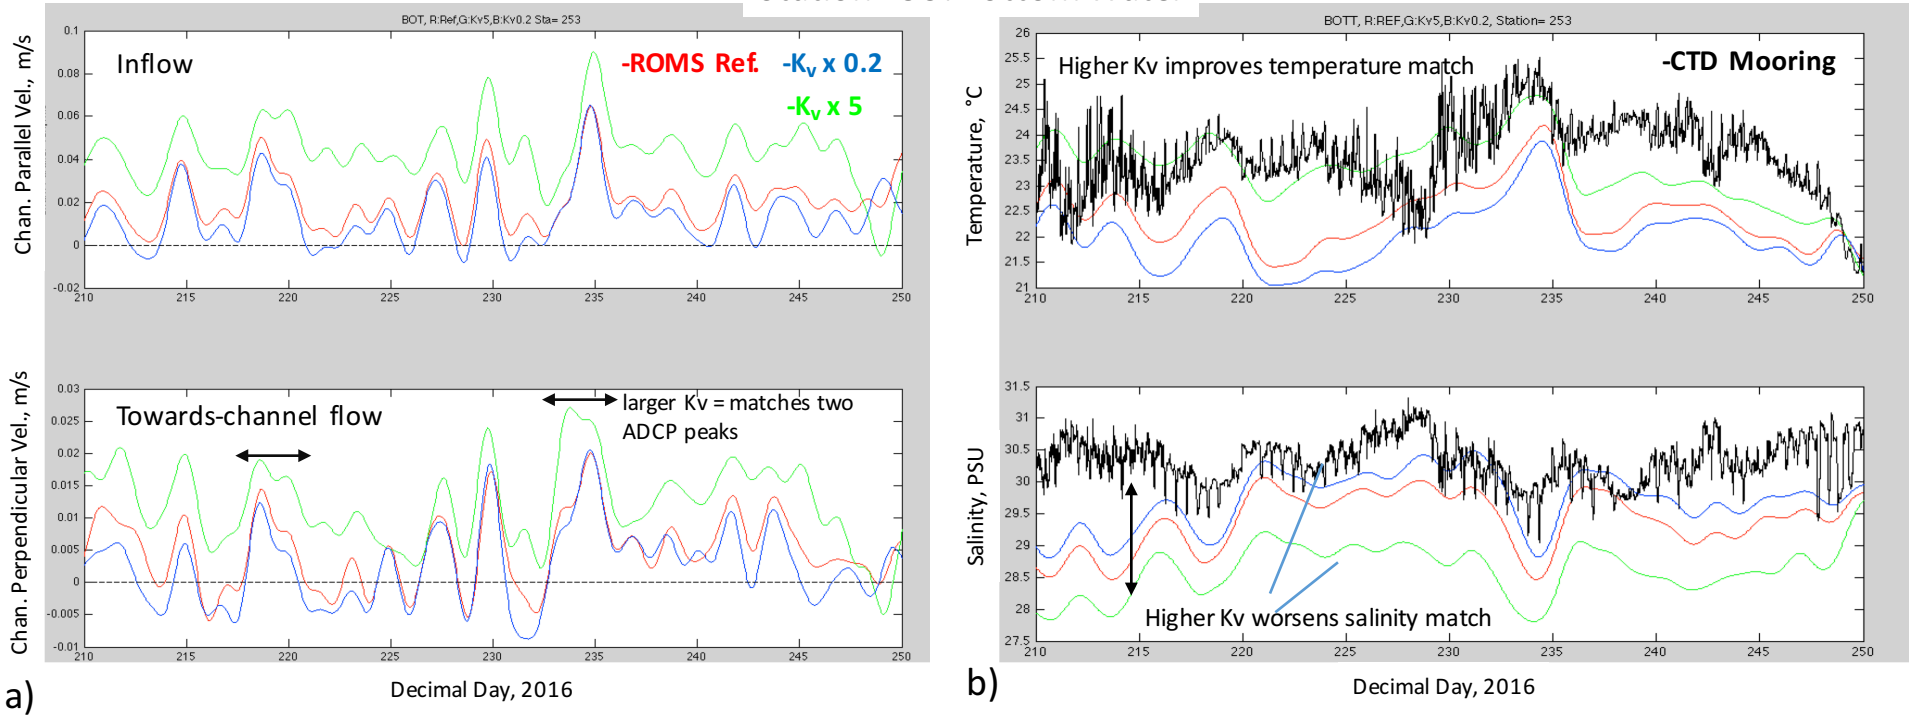 BOT, R:Ref,G:Kv5,B:Kv0.2 Sta= 253
Chan. Parallel Vel., m/s
0.1
0.08
0.06
0.04
0.02
0
-0.02
Inflow
-ROMS Ref.
-Kv x 0.2
-Kv x 5
210 215 220 225 230 235 240 245 250
Chan. Perpendicular Vel., m/s
0.03
0.025
0.02
0.015
0.01
0.005
0
-0.005
-0.01
Towards-channel flow
larger Kv = matches two
ADCP peaks
210 215 220 225 230 235 240 245 250
Decimal Day, 2016
a)
BOTT, R:REF,G:Kv5,B:Kv0.2, Station= 253
Temperature, °C
26
25.5
25
24.5
24
23.5
23
22.5
22
21.5
21
Higher Kv improves temperature match
-CTD Mooring
210 215 220 225 230 235 240 245 250
Salinity, PSU
31.5
31
30.5
30
29.5
29
28.5
28
27.5
Higher Kv worsens salinity match
210 215 220 225 230 235 240 245 250
Decimal Day, 2016
b)